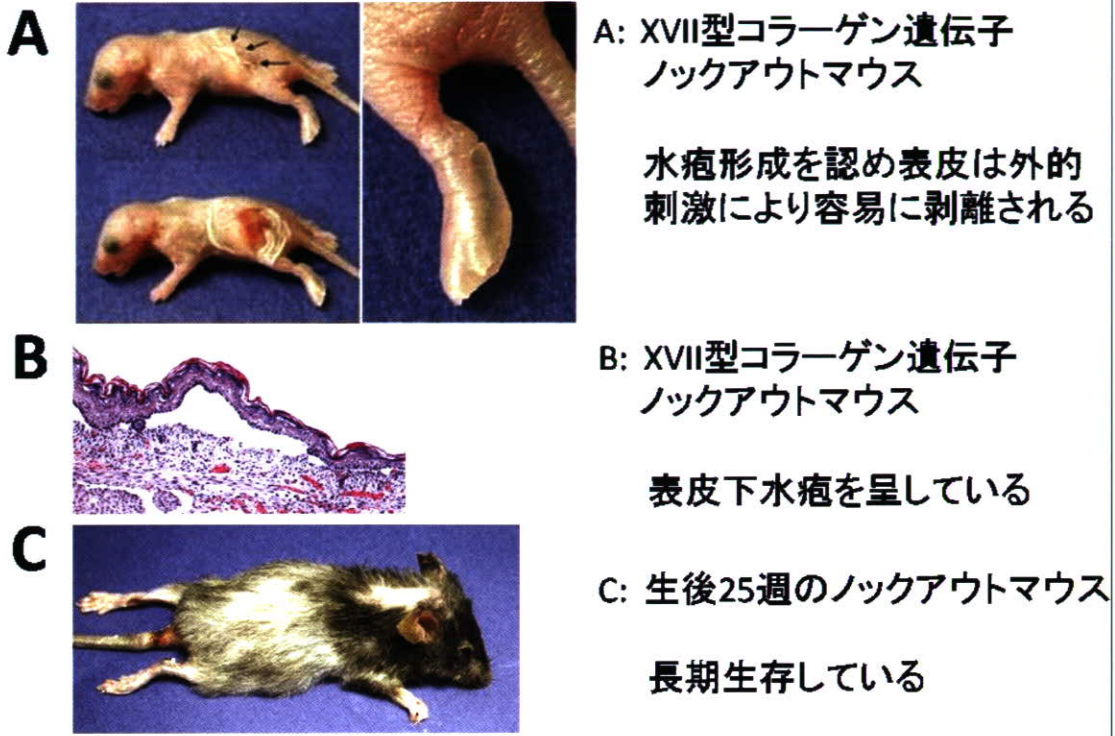 A
A: XVII型コラーゲン遺伝子
ノックアウトマウス
水疱形成を認め表皮は外的
刺激により容易に剥離される
B
B: XVII型コラーゲン遺伝子
ノックアウトマウス
表皮下水疱を呈している
C
C: 生後25週のノックアウトマウス
長期生存している